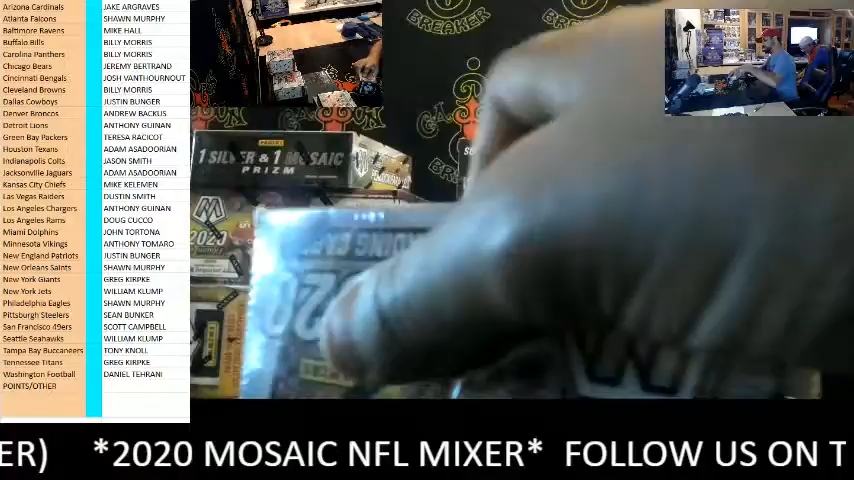 Arizona Cardinals JAKE ARGRAVES
Atlanta Falcons SHAWN MURPHY
Baltimore Ravens MIKE HALL
Buffalo Bills BILLY MORRIS
Carolina Panthers BILLY MORRIS
Chicago Bears JEREMY BERTRAND
Cincinnati Bengals JOSH VANTHOURNOUT
Cleveland Browns BILLY MORRIS
Dallas Cowboys JUSTIN BUNGER
Denver Broncos ANDREW BACKUS
Detroit Lions ANTHONY GUINAN
Green Bay Packers TERESA RACICOT
Houston Texans ADAM ASADOORIAN
Indianapolis Colts JASON SMITH
Jacksonville Jaguars ADAM ASADOORIAN
Kansas City Chiefs MIKE KELEMEN
Las Vegas Raiders DUSTIN SMITH
Los Angeles Chargers ANTHONY GUINAN
Los Angeles Rams DOUG CUCCO
Miami Dolphins JOHN TORTONA
Minnesota Vikings ANTHONY TOMARO
New England Patriots JUSTIN BUNGER
New Orleans Saints SHAWN MURPHY
New York Giants GREG KIRPKE
New York Jets WILLIAM KLUMP
Philadelphia Eagles SHAWN MURPHY
Pittsburgh Steelers SEAN BUNKER
San Francisco 49ers SCOTT CAMPBELL
Seattle Seahawks WILLIAM KLUMP
Tampa Bay Buccaneers TONY KNOLL
Tennessee Titans GREG KIRPKE
Washington Football DANIEL TEHRANI
POINTS/OTHER
BREAKER
PANINI
1 SILVER & 1 MOSAIC
PRIZM
2020
ER) *2020 MOSAIC NFL MIXER* FOLLOW US ON T